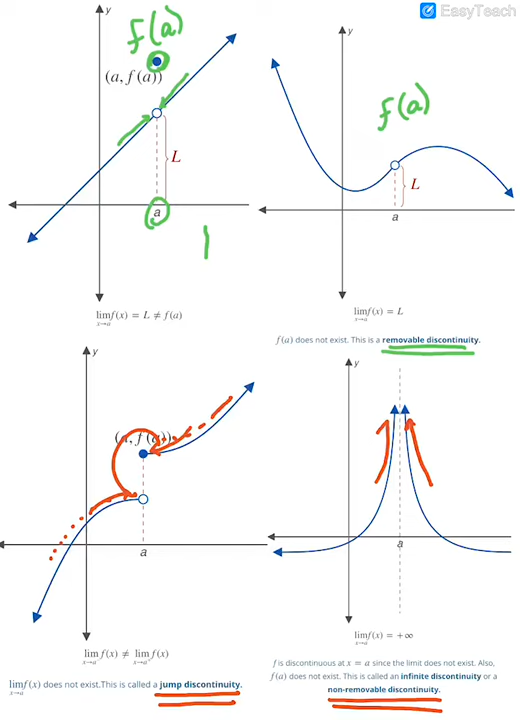 EasyTeach
y
f(a)
(a, f (a))
L
a
lim f(x) = L ≠ f(a)
x→a
x
f(a)
L
a
lim f(x) = L
x→a
f(a) does not exist. This is a removable discontinuity.
y
(a, f (a))
a
lim f(x) ≠ lim f(x)
x→a⁻ x→a⁺
lim f(x) does not exist.This is called a jump discontinuity.
x→a
y
a
lim f(x) = +∞
x→a
f is discontinuous at x = a since the limit does not exist. Also,
f(a) does not exist. This is called an infinite discontinuity or a
non-removable discontinuity.